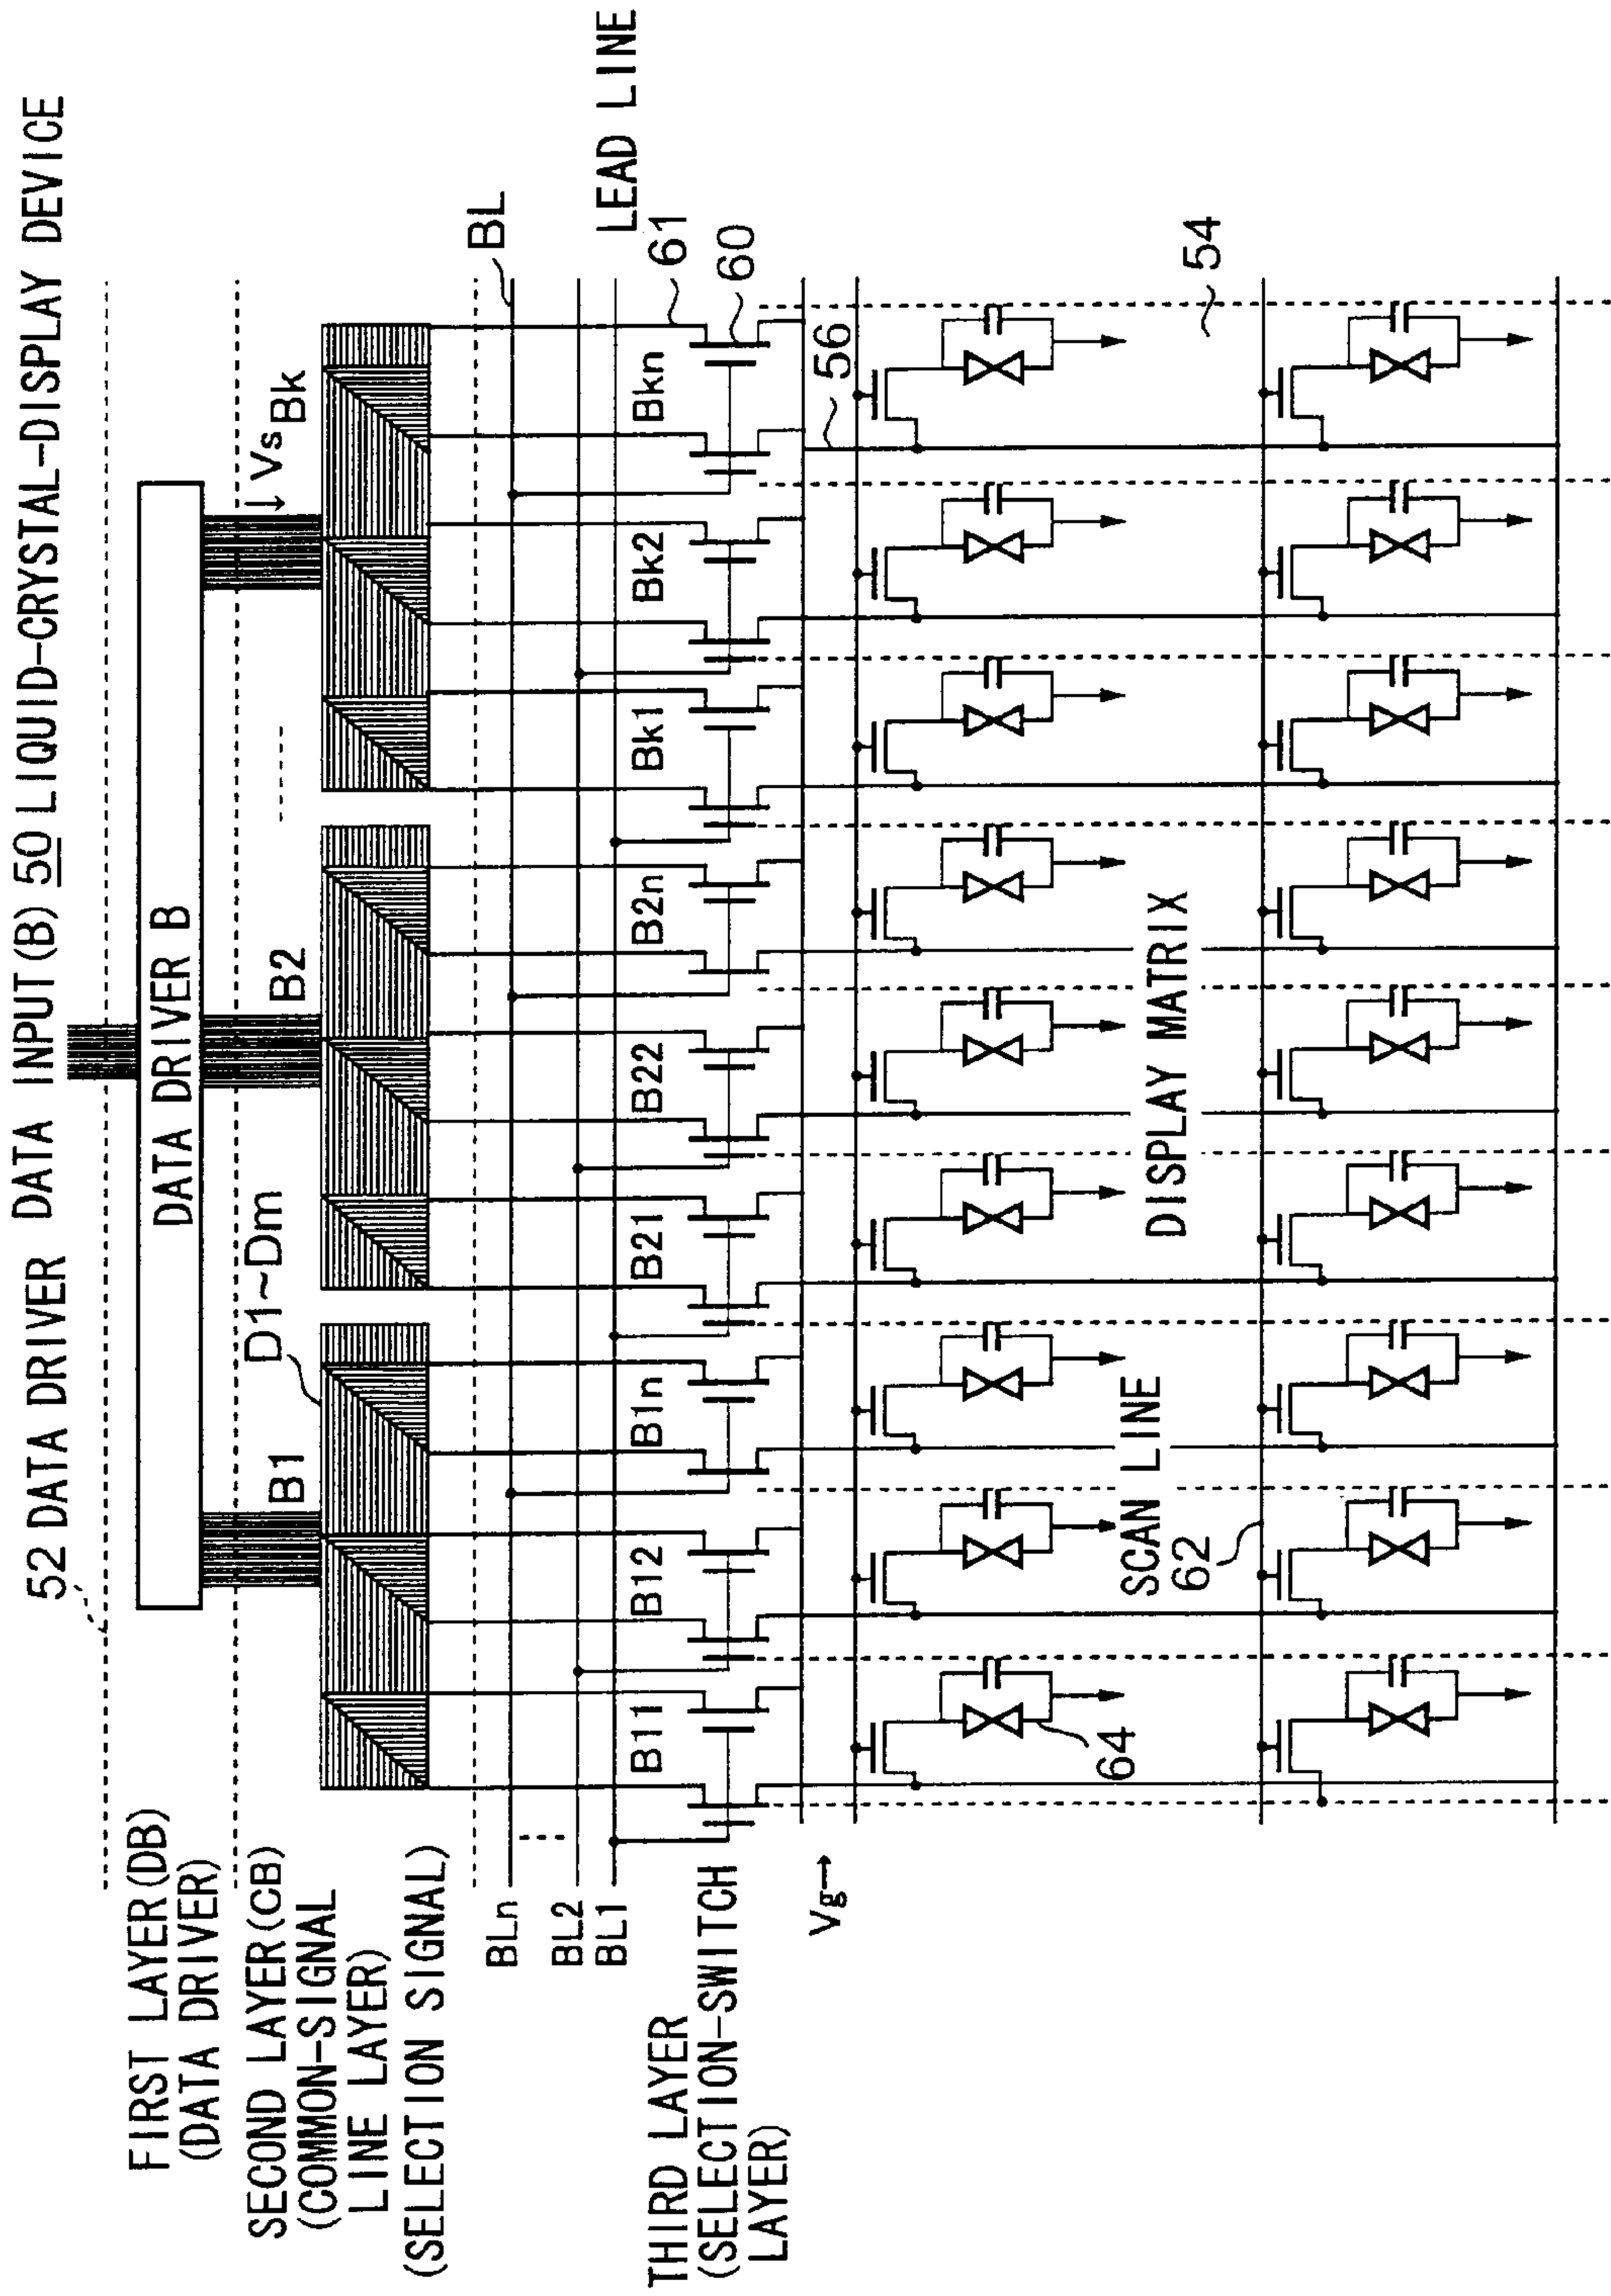 52 DATA DRIVER DATA INPUT(B) 50 LIQUID-CRYSTAL-DISPLAY DEVICE
FIRST LAYER(DB)
(DATA DRIVER)
DATA DRIVER B
SECOND LAYER(CB)
(COMMON-SIGNAL
LINE LAYER)
(SELECTION SIGNAL)
B1
D1~Dm
B2
Vs
Bk
BLn
BL2
BL1
BL
LEAD LINE
THIRD LAYER
(SELECTION-SWITCH
LAYER)
B11
B12
B1n
B21
B22
B2n
Bk1
Bk2
Bkn
61
60
Vg
56
64
SCAN LINE
62
DISPLAY MATRIX
54